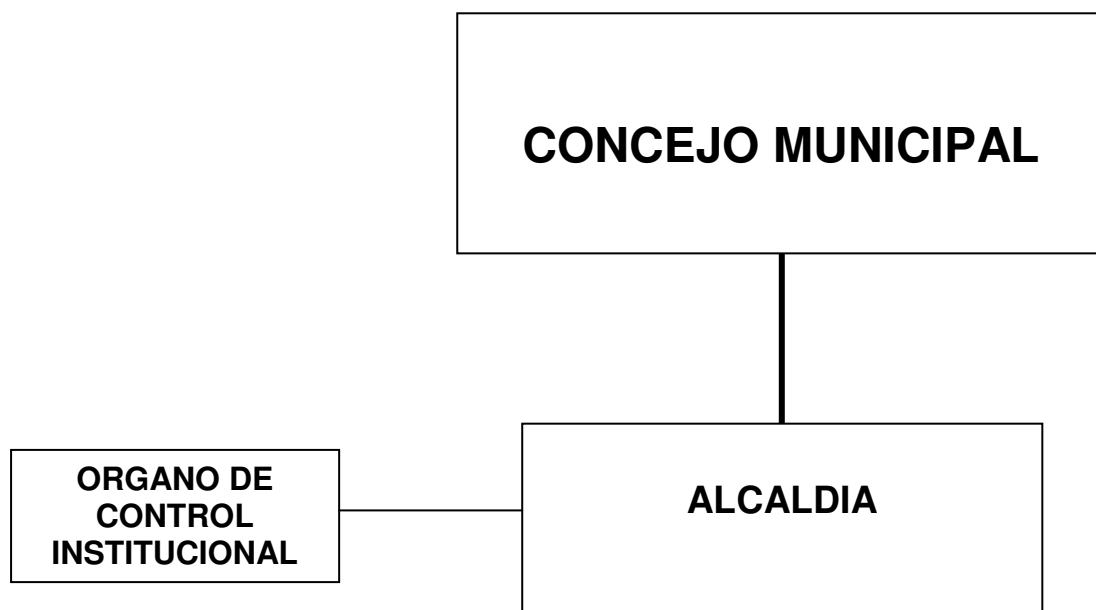 CONCEJO MUNICIPAL
ORGANO DE
CONTROL
INSTITUCIONAL
ALCALDIA